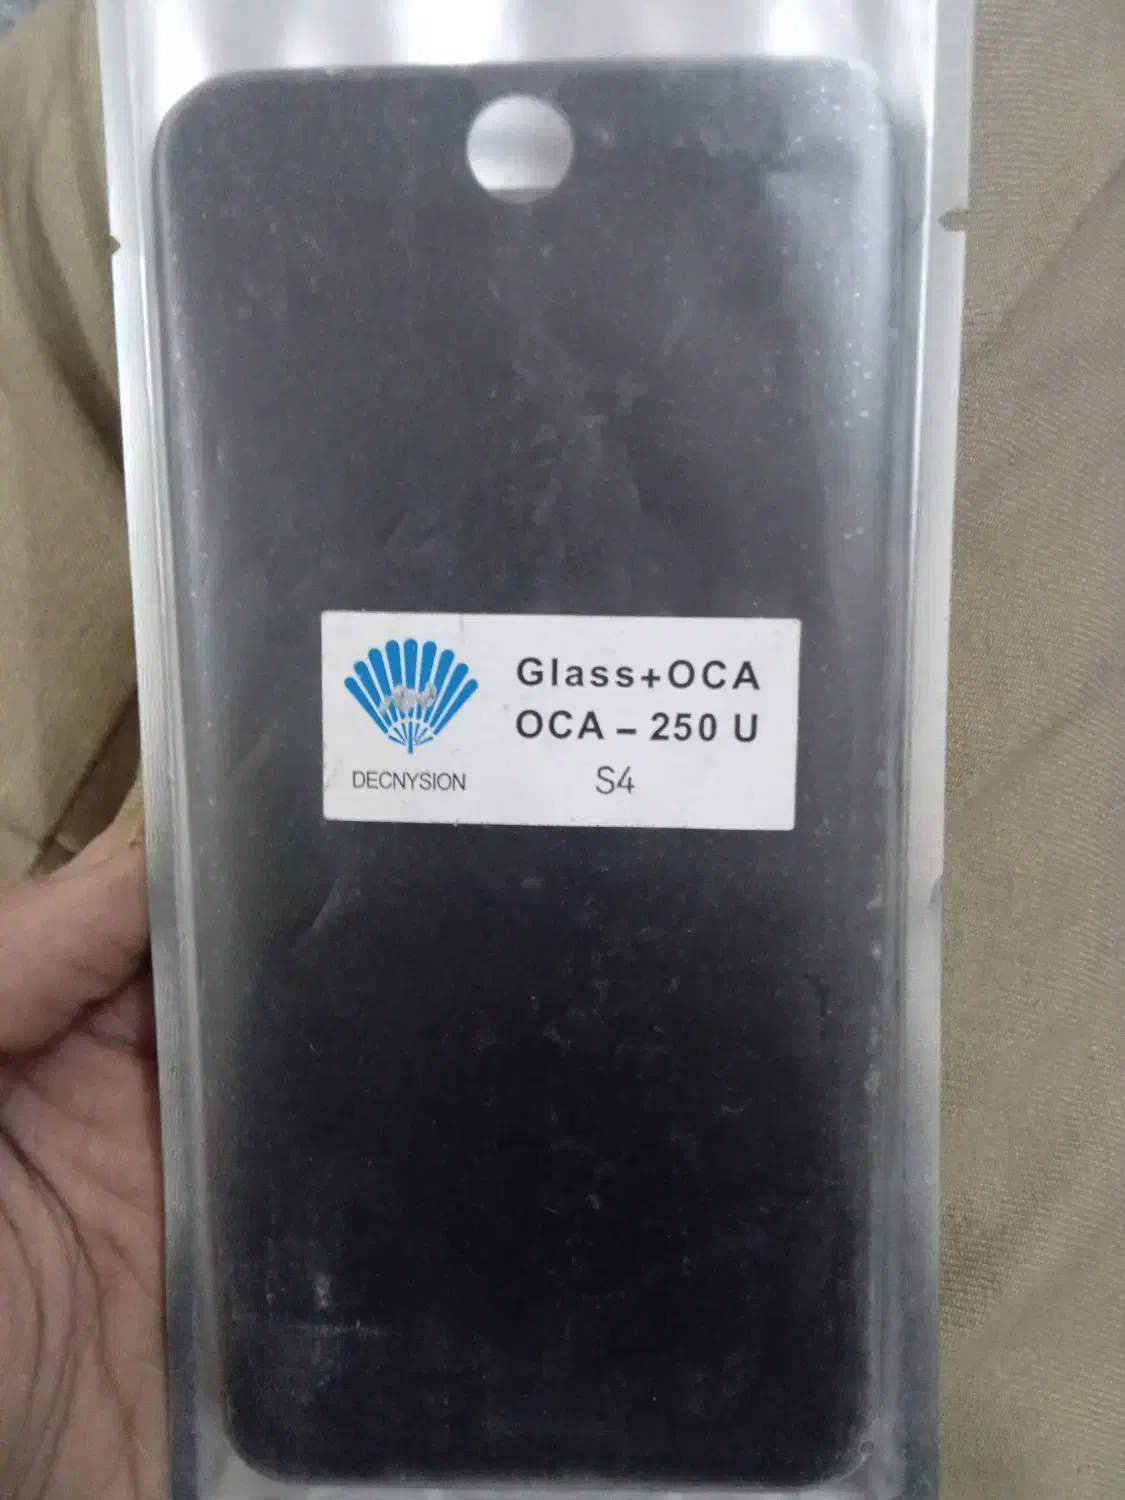 Glass+OCA
OCA – 250 U
S4
DECNYSION